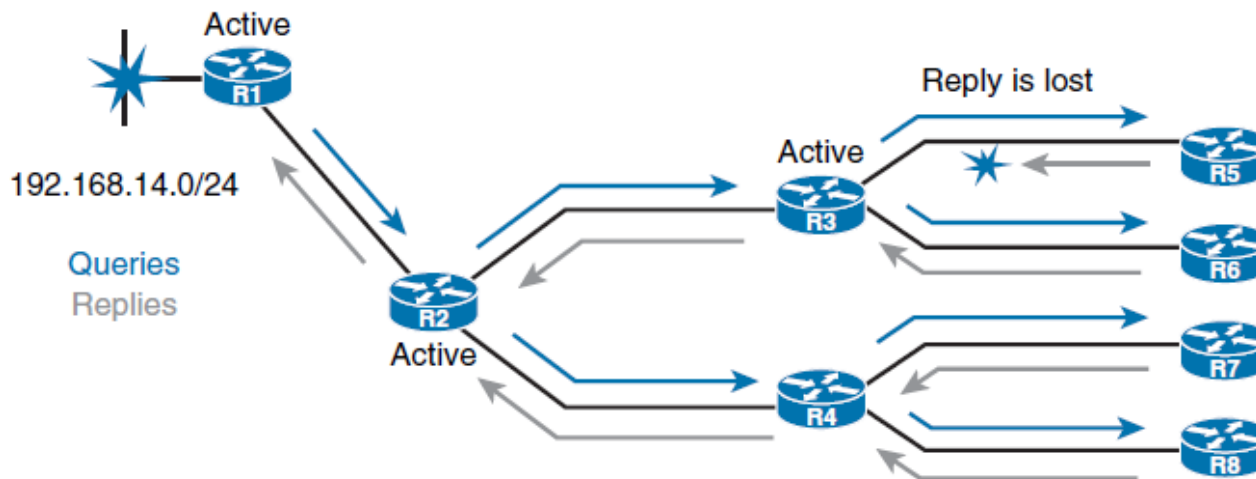 Active
R1
Reply is lost
Active
R5
192.168.14.0/24
R3
Queries
R6
Replies
R2
Active
R7
R4
R8